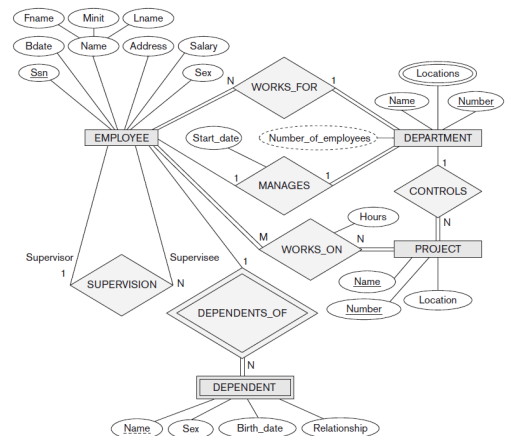 Fname
Minit
Lname
Bdate
Name
Address
Salary
Ssn
Sex
N
WORKS_FOR
1
Locations
Name
Number
EMPLOYEE
Start_date
Number_of_employees
DEPARTMENT
1
MANAGES
1
1
CONTROLS
N
Hours
M
WORKS_ON
N
PROJECT
Supervisor
1
SUPERVISION
Supervisee
N
1
Name
Number
Location
DEPENDENTS_OF
N
DEPENDENT
Name
Sex
Birth_date
Relationship